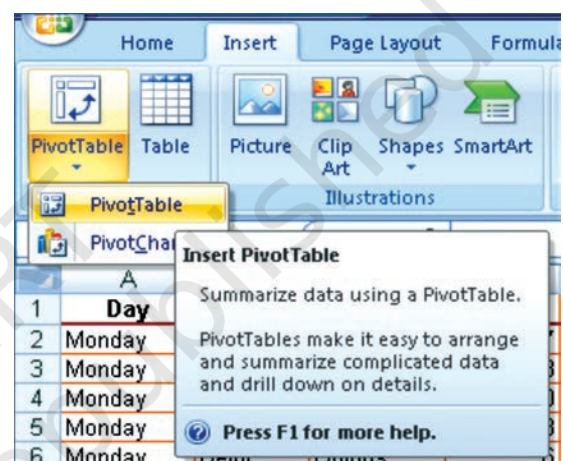 Home Insert Page Layout Formula
PivotTable Table Picture Clip Art Shapes SmartArt
Illustrations
PivotTable
PivotChar
Insert PivotTable
Summarize data using a PivotTable.
PivotTables make it easy to arrange
and summarize complicated data
and drill down on details.
Press F1 for more help.
A
1 Day
2 Monday
3 Monday
4 Monday
5 Monday
6 Monday